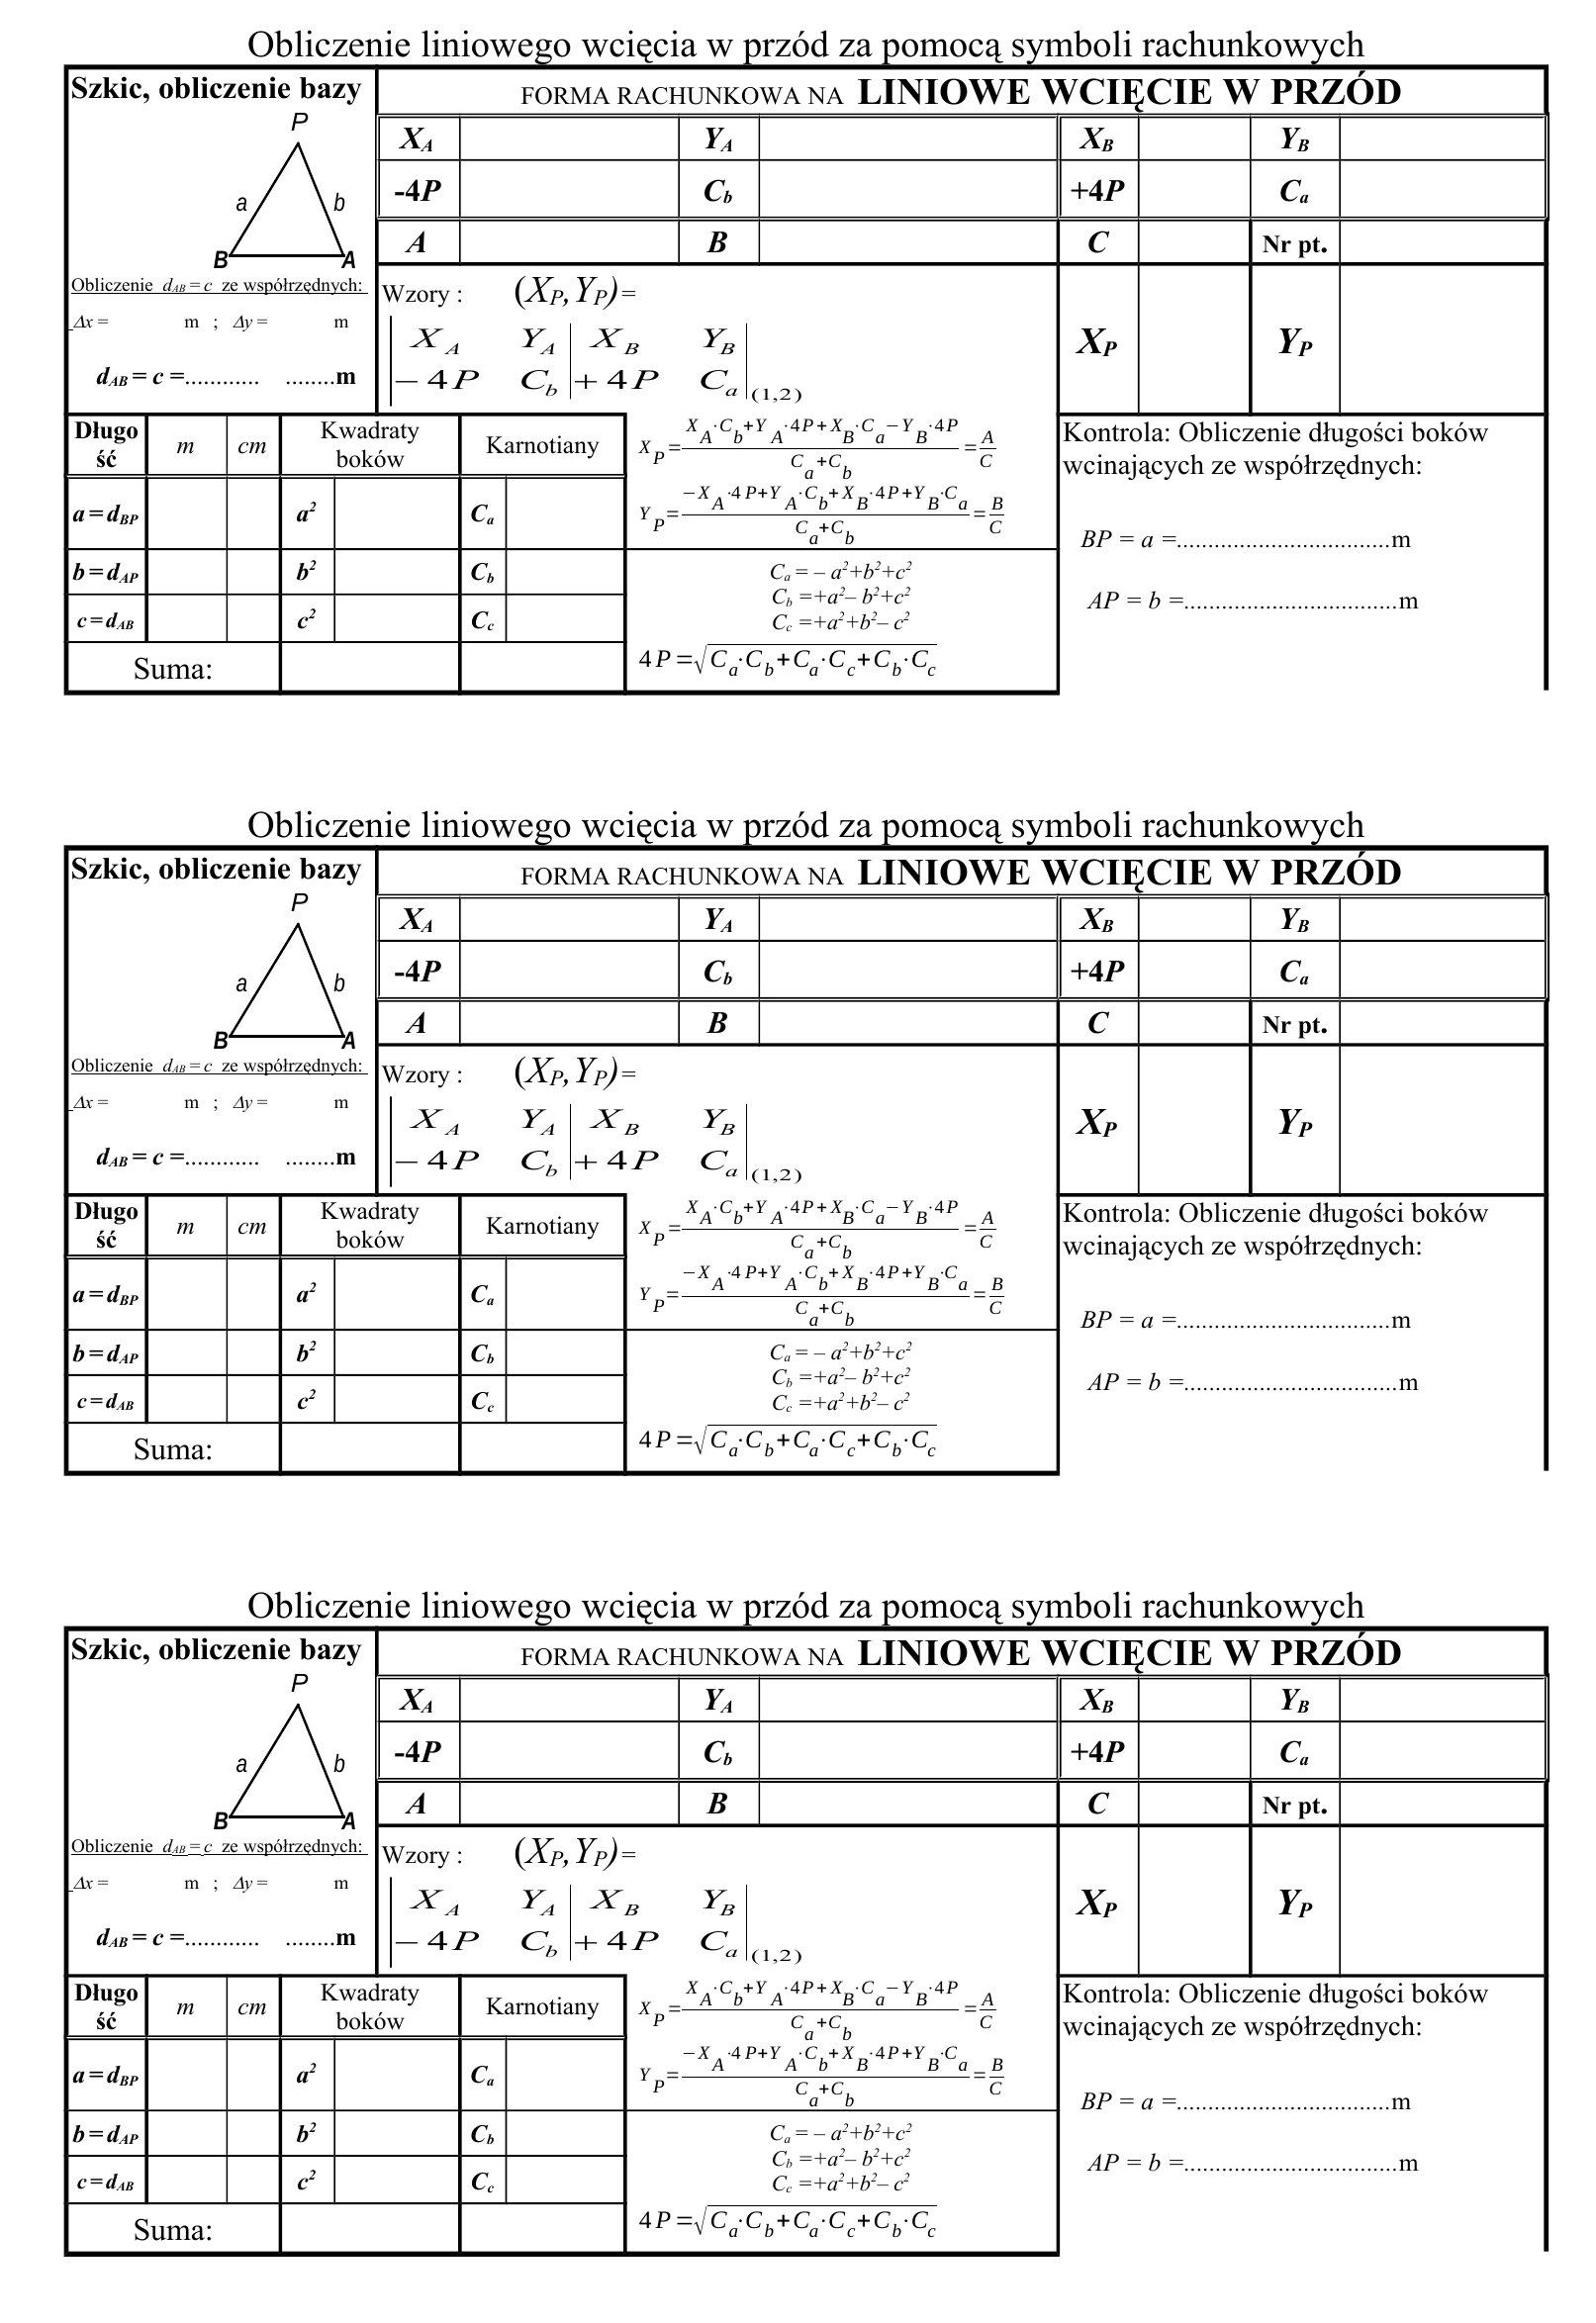 Obliczenie liniowego wcięcia w przód za pomocą symboli rachunkowych
Szkic, obliczenie bazy
FORMA RACHUNKOWA NA LINIOWE WCIĘCIE W PRZÓD
P
a b
B A
X_A Y_A X_B Y_B
-4P C_b +4P C_a
A B C Nr pt.
Obliczenie d_AB = c ze współrzędnych:
Δx = m ; Δy = m
d_AB = c =............ ........m
Wzory : (X_P, Y_P)=
| X_A Y_A | X_B Y_B |
| − 4P C_b | + 4P C_a |_(1,2)
X_P Y_P
Długość m cm Kwadraty boków Karnotiany
a = d_BP a² C_a
b = d_AP b² C_b
c = d_AB c² C_c
Suma:
X_P = (X_A·C_b+Y_A·4P+X_B·C_a−Y_B·4P)/(C_a+C_b) = A/C
Y_P = (−X_A·4P+Y_A·C_b+X_B·4P+Y_B·C_a)/(C_a+C_b) = B/C
C_a = – a²+b²+c²
C_b =+a²– b²+c²
C_c =+a²+b²– c²
4P = √(C_a·C_b+C_a·C_c+C_b·C_c)
Kontrola: Obliczenie długości boków
wcinających ze współrzędnych:
BP = a =..................................m
AP = b =..................................m
Obliczenie liniowego wcięcia w przód za pomocą symboli rachunkowych
Szkic, obliczenie bazy
FORMA RACHUNKOWA NA LINIOWE WCIĘCIE W PRZÓD
P
a b
B A
X_A Y_A X_B Y_B
-4P C_b +4P C_a
A B C Nr pt.
Obliczenie d_AB = c ze współrzędnych:
Δx = m ; Δy = m
d_AB = c =............ ........m
Wzory : (X_P, Y_P)=
| X_A Y_A | X_B Y_B |
| − 4P C_b | + 4P C_a |_(1,2)
X_P Y_P
Długość m cm Kwadraty boków Karnotiany
a = d_BP a² C_a
b = d_AP b² C_b
c = d_AB c² C_c
Suma:
X_P = (X_A·C_b+Y_A·4P+X_B·C_a−Y_B·4P)/(C_a+C_b) = A/C
Y_P = (−X_A·4P+Y_A·C_b+X_B·4P+Y_B·C_a)/(C_a+C_b) = B/C
C_a = – a²+b²+c²
C_b =+a²– b²+c²
C_c =+a²+b²– c²
4P = √(C_a·C_b+C_a·C_c+C_b·C_c)
Kontrola: Obliczenie długości boków
wcinających ze współrzędnych:
BP = a =..................................m
AP = b =..................................m
Obliczenie liniowego wcięcia w przód za pomocą symboli rachunkowych
Szkic, obliczenie bazy
FORMA RACHUNKOWA NA LINIOWE WCIĘCIE W PRZÓD
P
a b
B A
X_A Y_A X_B Y_B
-4P C_b +4P C_a
A B C Nr pt.
Obliczenie d_AB = c ze współrzędnych:
Δx = m ; Δy = m
d_AB = c =............ ........m
Wzory : (X_P, Y_P)=
| X_A Y_A | X_B Y_B |
| − 4P C_b | + 4P C_a |_(1,2)
X_P Y_P
Długość m cm Kwadraty boków Karnotiany
a = d_BP a² C_a
b = d_AP b² C_b
c = d_AB c² C_c
Suma:
X_P = (X_A·C_b+Y_A·4P+X_B·C_a−Y_B·4P)/(C_a+C_b) = A/C
Y_P = (−X_A·4P+Y_A·C_b+X_B·4P+Y_B·C_a)/(C_a+C_b) = B/C
C_a = – a²+b²+c²
C_b =+a²– b²+c²
C_c =+a²+b²– c²
4P = √(C_a·C_b+C_a·C_c+C_b·C_c)
Kontrola: Obliczenie długości boków
wcinających ze współrzędnych:
BP = a =..................................m
AP = b =..................................m